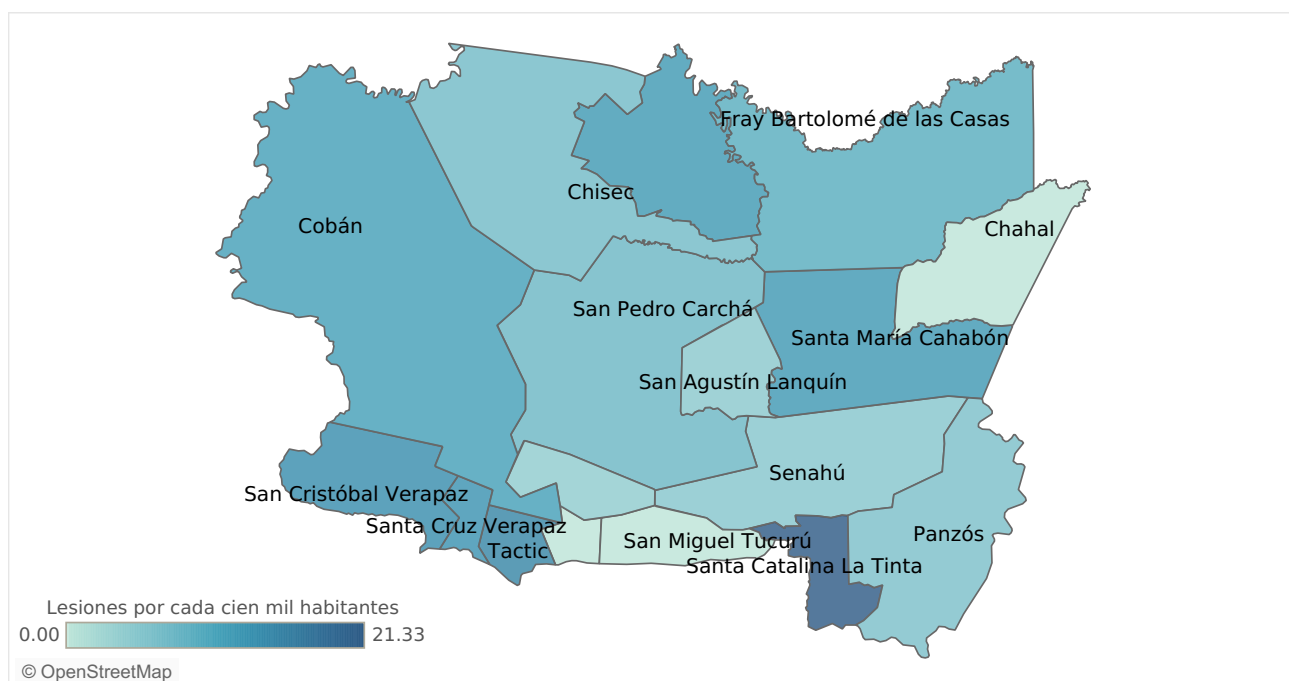 Fray Bartolomé de las Casas
Chisec
Cobán
Chahal
San Pedro Carchá
Santa María Cahabón
San Agustín Lanquín
Senahú
San Cristóbal Verapaz
Santa Cruz Verapaz
Panzós
San Miguel Tucurú
Tactic
Santa Catalina La Tinta
Lesiones por cada cien mil habitantes
0.00 21.33
© OpenStreetMap